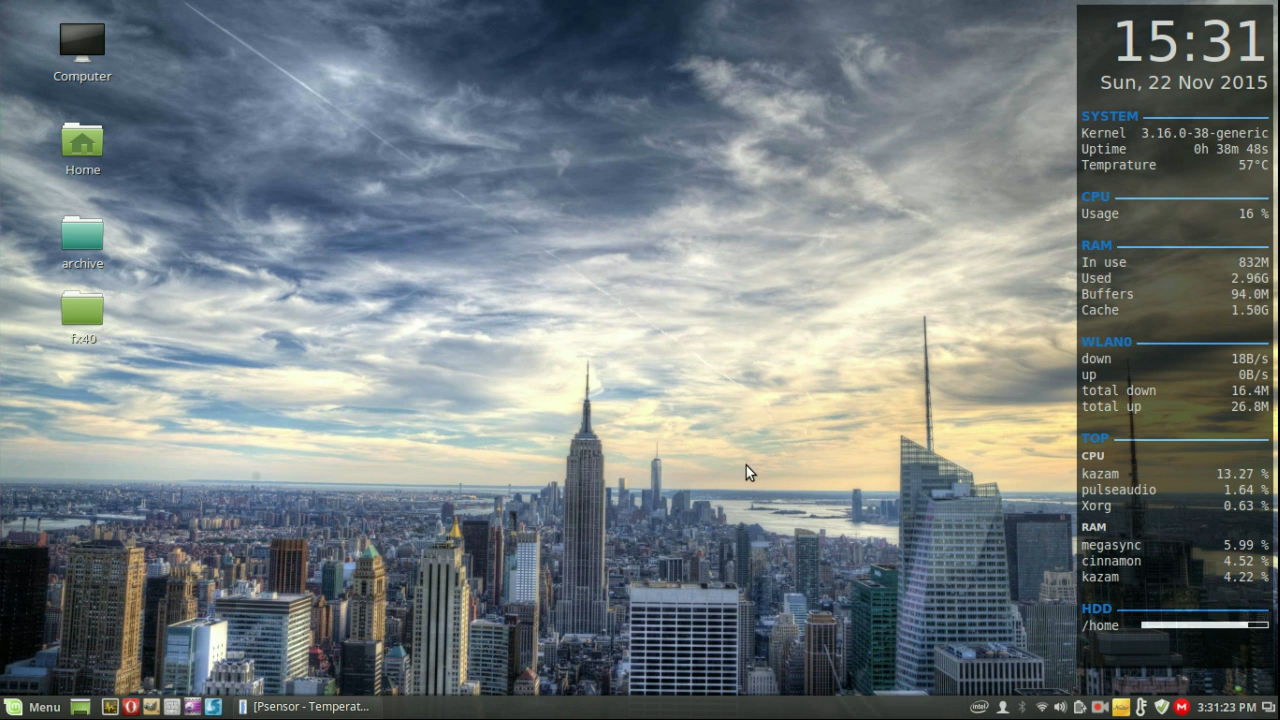 Computer
Home
archive
fx40
15:31
Sun, 22 Nov 2015
SYSTEM
Kernel 3.16.0-38-generic
Uptime 0h 38m 48s
Temprature 57°C
CPU
Usage 16 %
RAM
In use 832M
Used 2.96G
Buffers 94.0M
Cache 1.50G
WLAN0
down 18B/s
up 0B/s
total down 16.4M
total up 26.8M
TOP
CPU
kazam 13.27 %
pulseaudio 1.64 %
Xorg 0.63 %
RAM
megasync 5.99 %
cinnamon 4.52 %
kazam 4.22 %
HDD
/home
Menu [Psensor - Temperat... intel M 3:31:23 PM